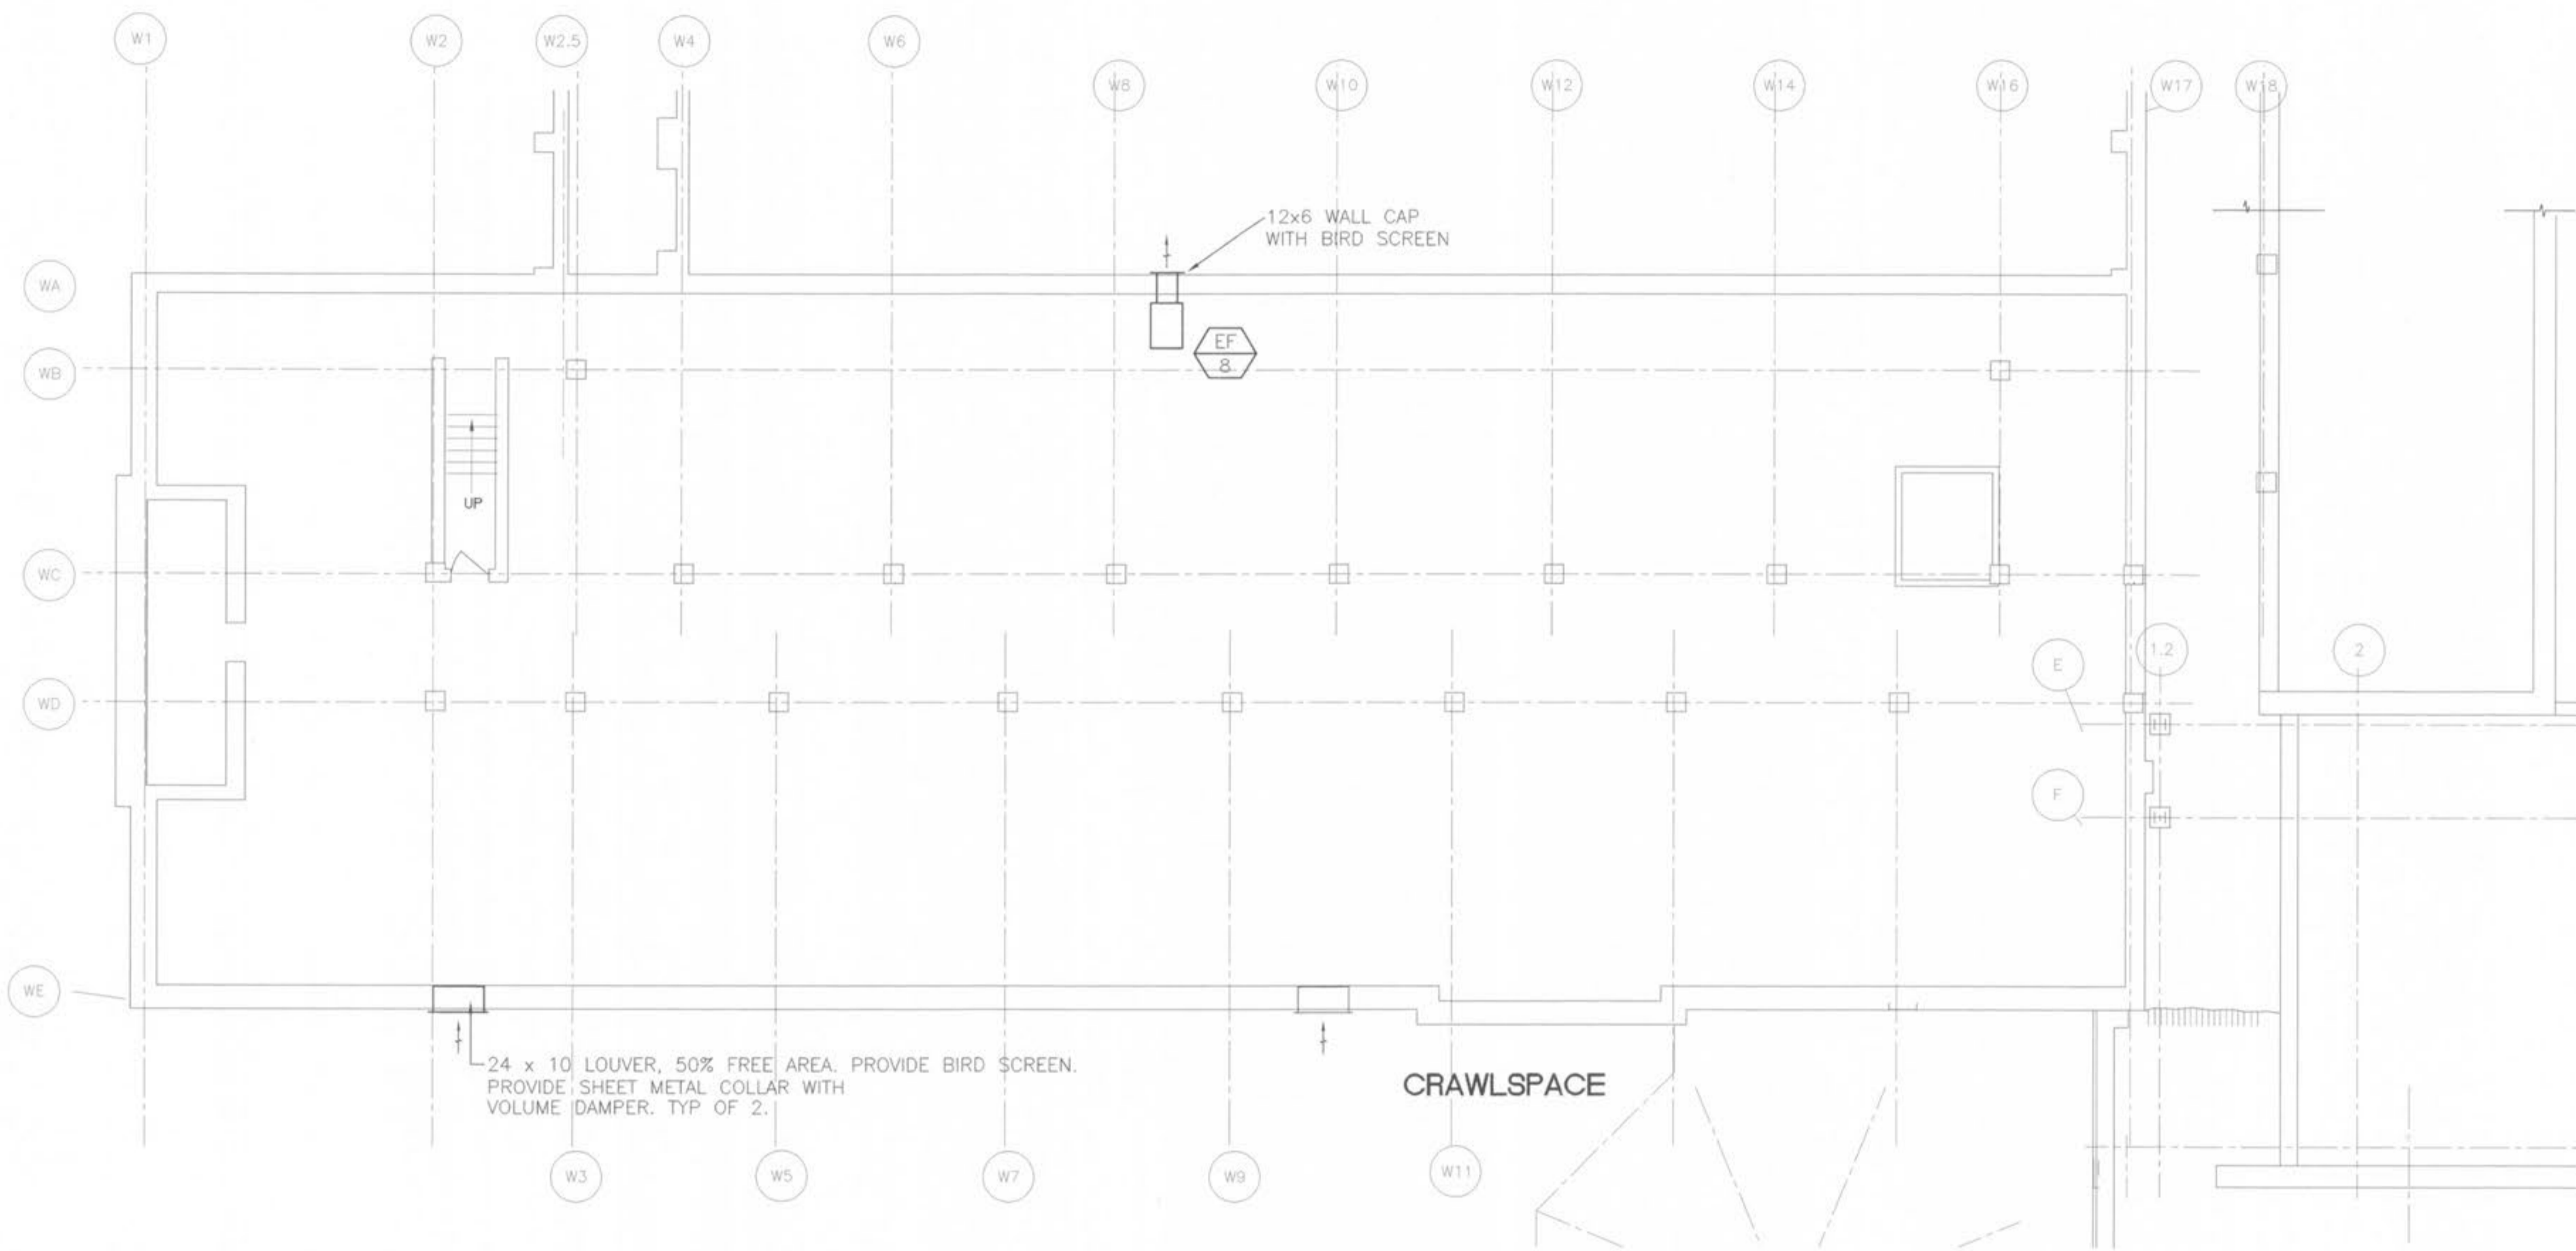 W1
W2
W2.5
W4
W6
W8
W10
W12
W14
W16
W17
W18
12x6 WALL CAP
WITH BIRD SCREEN
WA
EF
8
WB
UP
WC
E
1.2
2
WD
F
WE
24 x 10 LOUVER, 50% FREE AREA. PROVIDE BIRD SCREEN.
PROVIDE SHEET METAL COLLAR WITH
VOLUME DAMPER. TYP OF 2.
CRAWLSPACE
W3
W5
W7
W9
W11